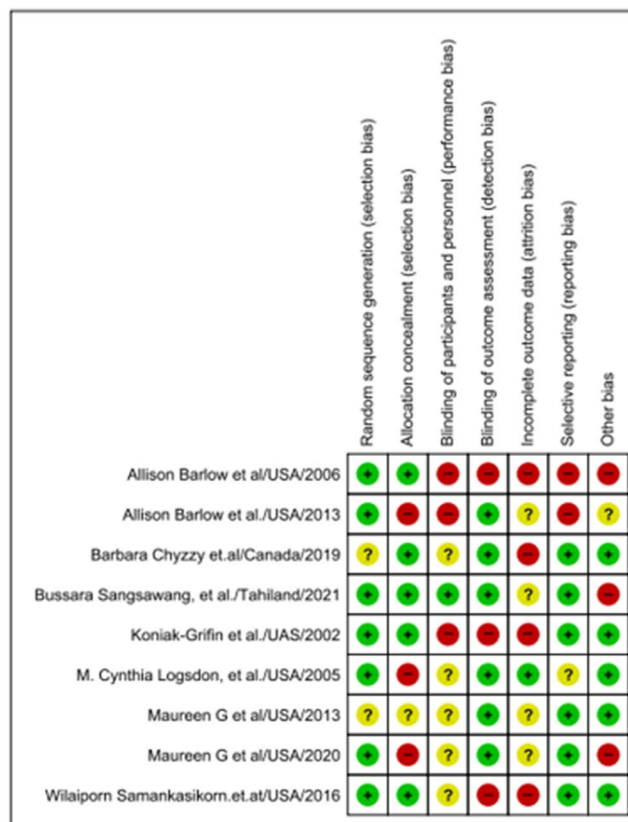 Random sequence generation (selection bias)
Allocation concealment (selection bias)
Blinding of participants and personnel (performance bias)
Blinding of outcome assessment (detection bias)
Incomplete outcome data (attrition bias)
Selective reporting (reporting bias)
Other bias
Allison Barlow et al/USA/2006 + + - - - - -
Allison Barlow et al./USA/2013 + - - + ? - ?
Barbara Chyzzy et.al/Canada/2019 ? + ? + - + +
Bussara Sangsawang, et al./Tahiland/2021 + + + + ? + -
Koniak-Grifin et al./UAS/2002 + + - - - + +
M. Cynthia Logsdon, et al./USA/2005 + - ? + + ? +
Maureen G et al/USA/2013 ? ? ? + ? + +
Maureen G et al/USA/2020 + - ? + ? + -
Wilaiporn Samankasikorn.et.at/USA/2016 + + ? - - + +